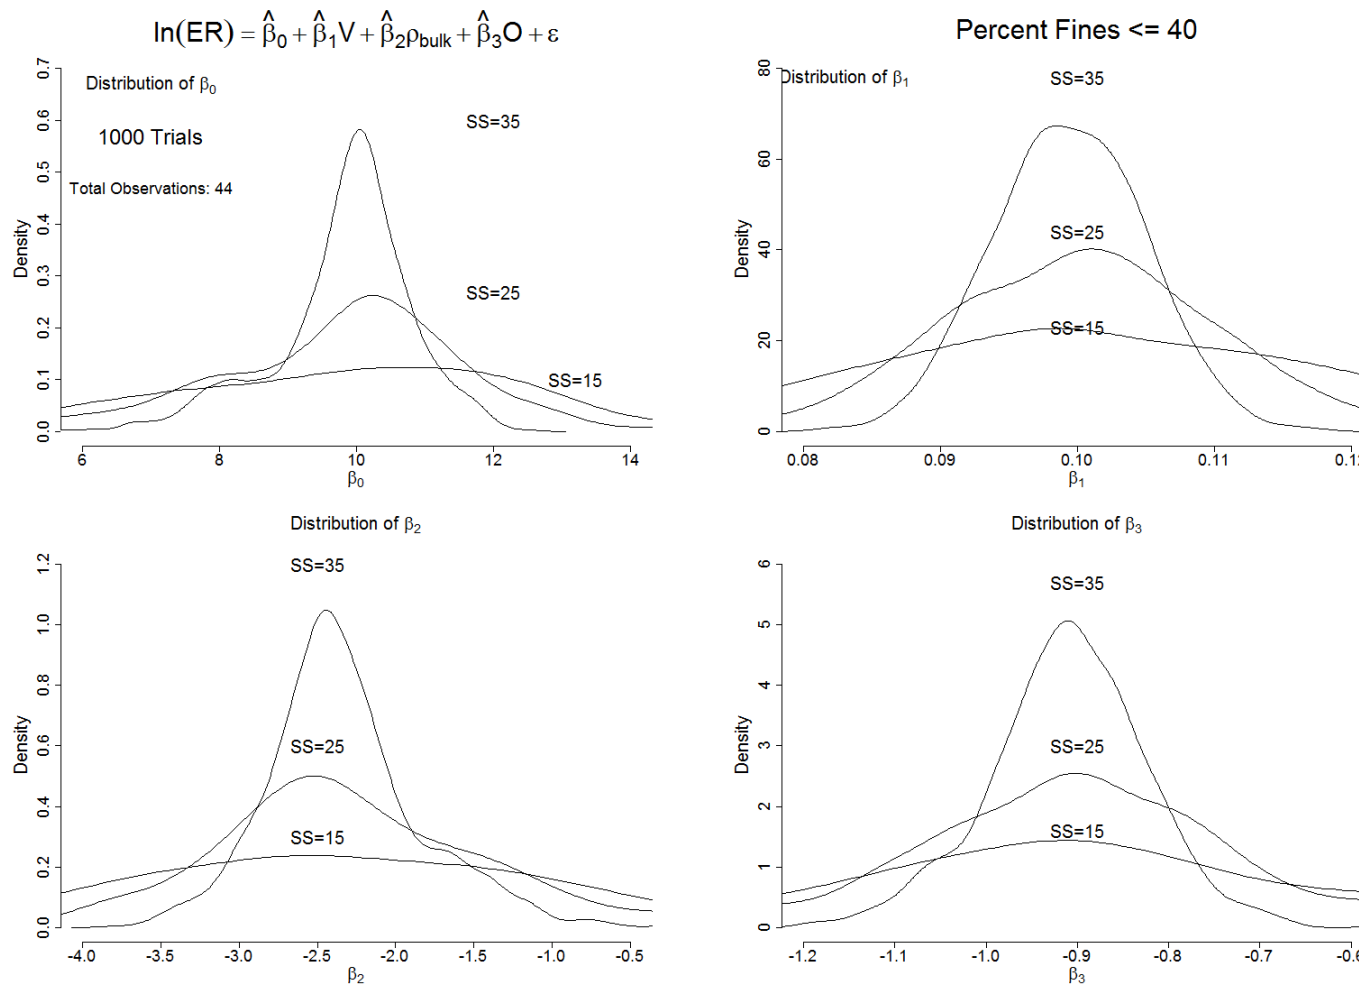 ln(ER) = β̂₀ + β̂₁V + β̂₂ρbulk + β̂₃O + ε
Percent Fines <= 40
Distribution of β₀
1000 Trials
Total Observations: 44
SS=35
SS=25
SS=15
Density
0.0 0.1 0.2 0.3 0.4 0.5 0.6 0.7
6 8 10 12 14
β₀
Distribution of β₁
SS=35
SS=25
SS=15
Density
0 20 40 60 80
0.08 0.09 0.10 0.11 0.12
β₁
Distribution of β₂
SS=35
SS=25
SS=15
Density
0.0 0.2 0.4 0.6 0.8 1.0 1.2
-4.0 -3.5 -3.0 -2.5 -2.0 -1.5 -1.0 -0.5
β₂
Distribution of β₃
SS=35
SS=25
SS=15
Density
0 1 2 3 4 5 6
-1.2 -1.1 -1.0 -0.9 -0.8 -0.7 -0.6
β₃